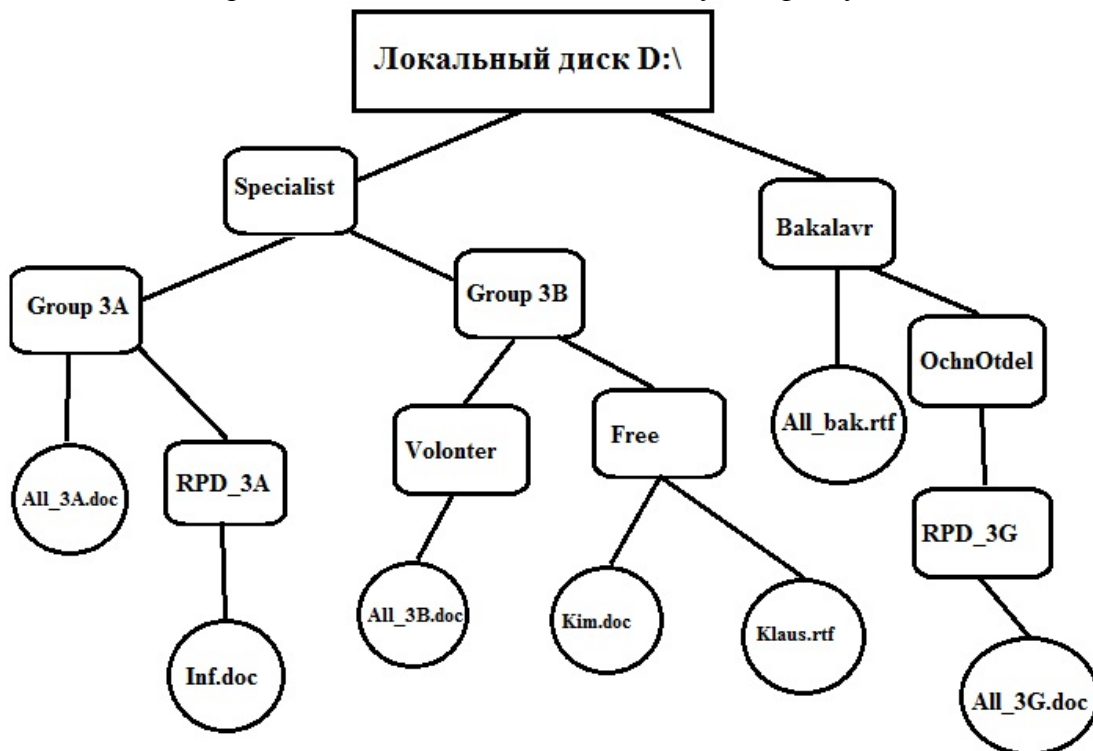 Локальный диск D:\
Specialist
Bakalavr
Group 3A
Group 3B
OchnOtdel
All_bak.rtf
Volonter
Free
RPD_3A
All_3A.doc
RPD_3G
All_3B.doc
Kim.doc
Klaus.rtf
Inf.doc
All_3G.doc